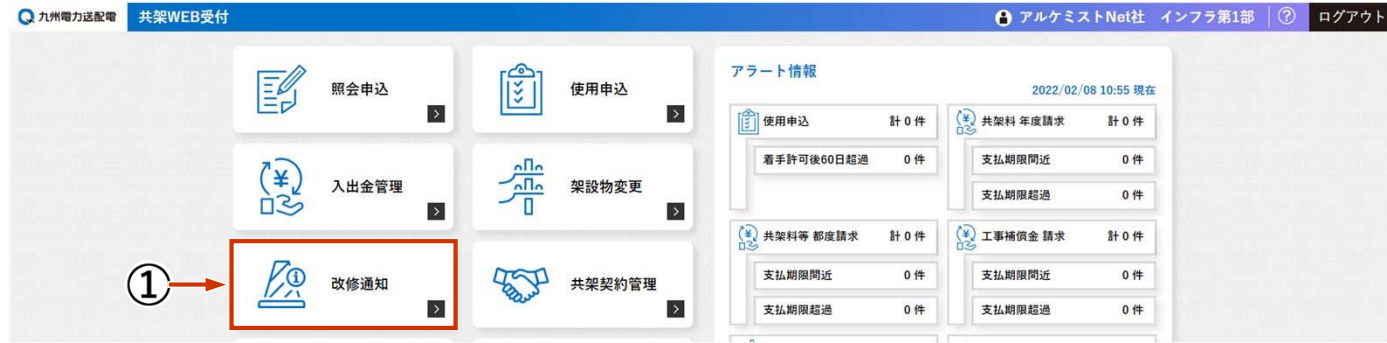 九州電力送配電 共架WEB受付 アルケミストNet社 インフラ第1部 ? ログアウト
照会申込
使用申込
入出金管理
架設物変更
① 改修通知
共架契約管理
アラート情報
2022/02/08 10:55 現在
使用申込 計 0 件
着手許可後60日超過 0 件
共架料 年度請求 計 0 件
支払期限間近 0 件
支払期限超過 0 件
共架料等 都度請求 計 0 件
支払期限間近 0 件
支払期限超過 0 件
工事補償金 請求 計 0 件
支払期限間近 0 件
支払期限超過 0 件